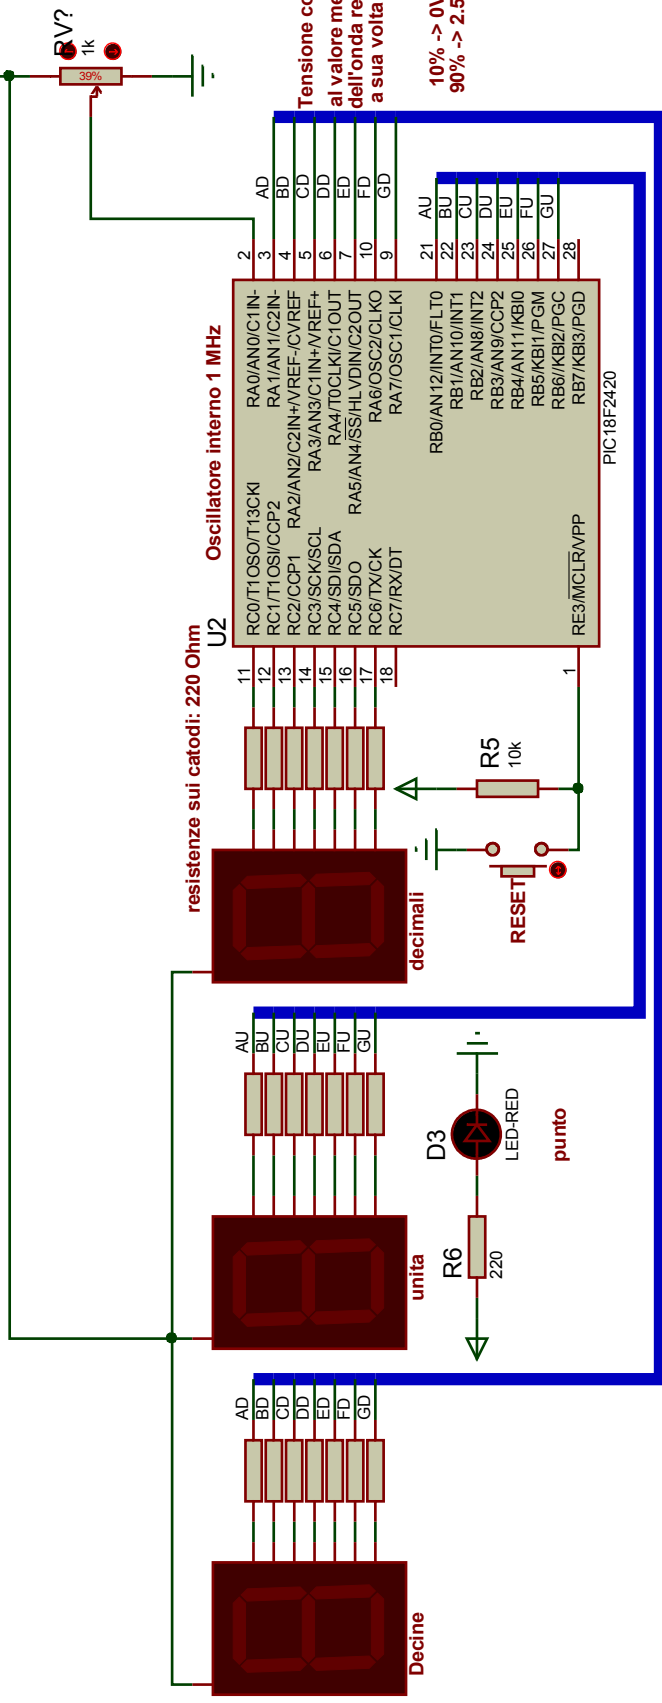 RV?
1k
39%
Tensione co
al valore me
dell'onda re
a sua volta
10% -> 0V
90% -> 2.5
Oscillatore interno 1 MHz
U2
2
3
4
5
6
7
10
9
AD
BD
CD
DD
ED
FD
GD
RA0/AN0/C1IN-
RA1/AN1/C2IN-
RA2/AN2/C2IN+/VREF-/CVREF
RA3/AN3/C1IN+/VREF+
RA4/T0CLKI/C1OUT
RA5/AN4/SS/HLVDIN/C2OUT
RA6/OSC2/CLKO
RA7/OSC1/CLKI
21
22
23
24
25
26
27
28
AU
BU
CU
DU
EU
FU
GU
RB0/AN12/INT0/FLT0
RB1/AN10/INT1
RB2/AN8/INT2
RB3/AN9/CCP2
RB4/AN11/KBI0
RB5/KBI1/PGM
RB6//KBI2/PGC
RB7/KBI3/PGD
RC0/T1OSO/T13CKI
RC1/T1OSI/CCP2
RC2/CCP1
RC3/SCK/SCL
RC4/SDI/SDA
RC5/SDO
RC6/TX/CK
RC7/RX/DT
11
12
13
14
15
16
17
18
RE3/MCLR/VPP
1
PIC18F2420
resistenze sui catodi: 220 Ohm
R5
10k
RESET
decimali
AU
BU
CU
DU
EU
FU
GU
D3
LED-RED
punto
R6
220
unita
AD
BD
CD
DD
ED
FD
GD
Decine